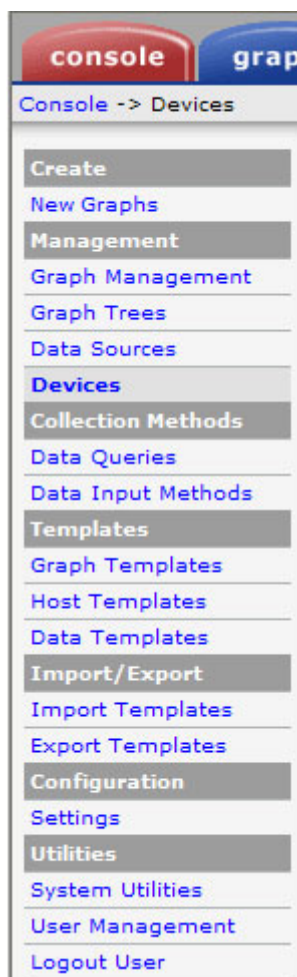 console grap
Console -> Devices
Create
New Graphs
Management
Graph Management
Graph Trees
Data Sources
Devices
Collection Methods
Data Queries
Data Input Methods
Templates
Graph Templates
Host Templates
Data Templates
Import/Export
Import Templates
Export Templates
Configuration
Settings
Utilities
System Utilities
User Management
Logout User